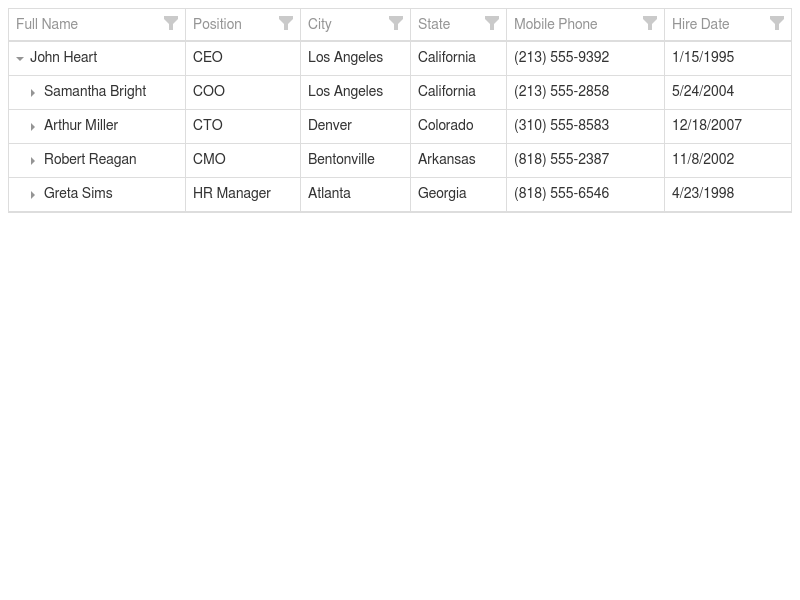 Full Name Position City State Mobile Phone Hire Date
John Heart CEO Los Angeles California (213) 555-9392 1/15/1995
Samantha Bright COO Los Angeles California (213) 555-2858 5/24/2004
Arthur Miller CTO Denver Colorado (310) 555-8583 12/18/2007
Robert Reagan CMO Bentonville Arkansas (818) 555-2387 11/8/2002
Greta Sims HR Manager Atlanta Georgia (818) 555-6546 4/23/1998